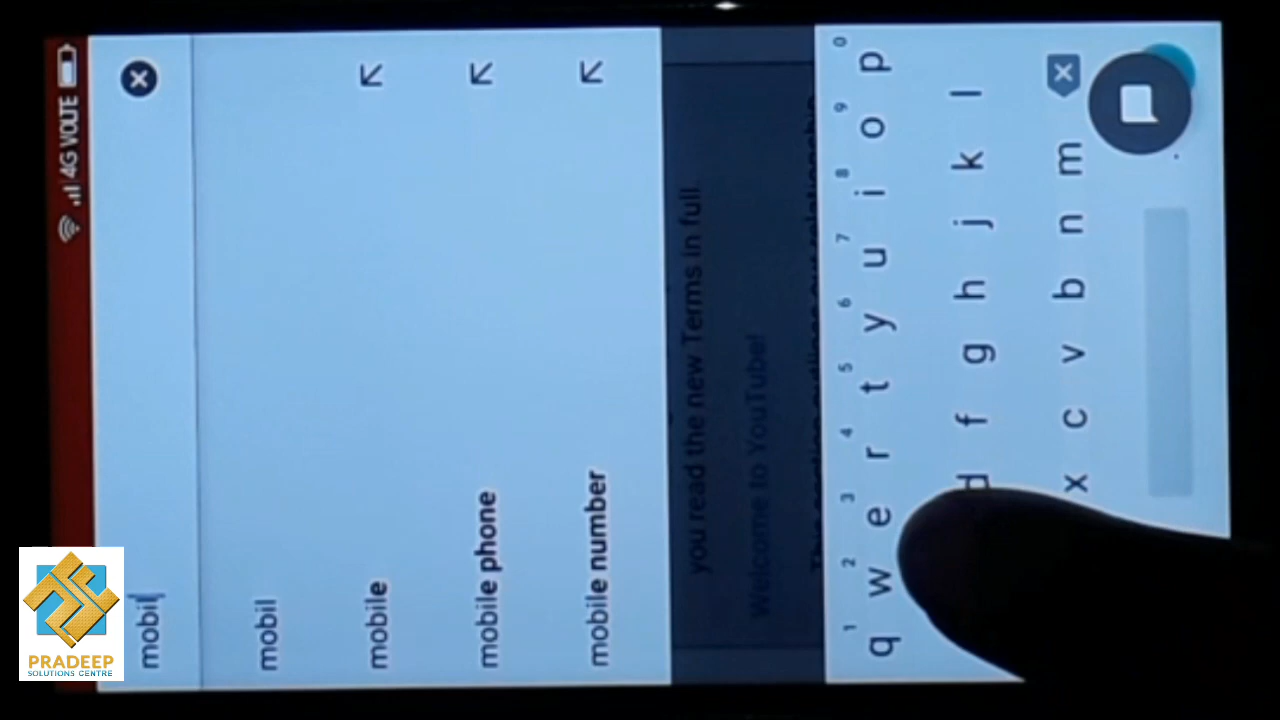 4G VOLTE
mobil
mobil
mobile
mobile phone
mobile number
you read the new Terms in full.
Welcome to YouTube!
1 2 3 4 5 6 7 8 9 0
q w e r t y u i o p
d f g h j k l
x c v b n m
.
PRADEEP
SOLUTIONS CENTRE